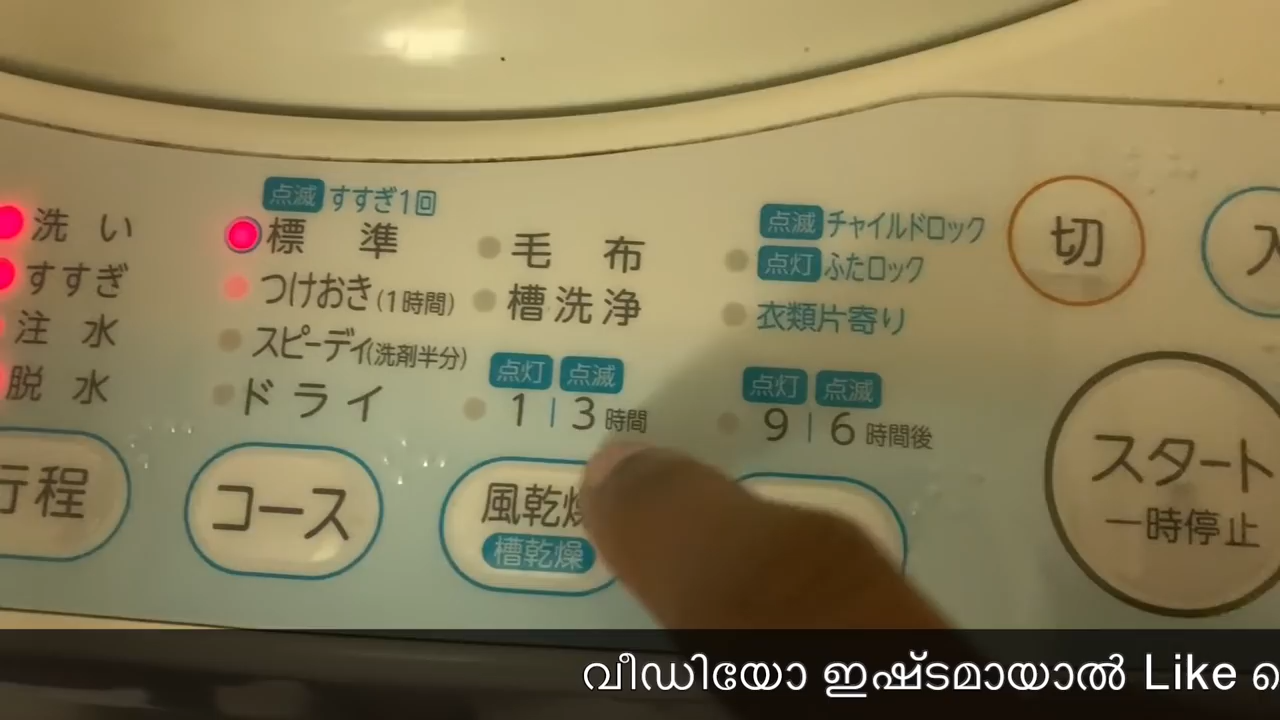 洗い
すすぎ
注水
脱水
行程
点滅 すすぎ1回
標準
つけおき(1時間)
スピーディ(洗剤半分)
ドライ
コース
毛布
槽洗浄
点灯 点滅
1 | 3 時間
風乾燥
槽乾燥
点滅 チャイルドロック
点灯 ふたロック
衣類片寄り
点灯 点滅
9 | 6 時間後
切
スタート
一時停止
വീഡിയോ ഇഷ്ടമായാൽ Like